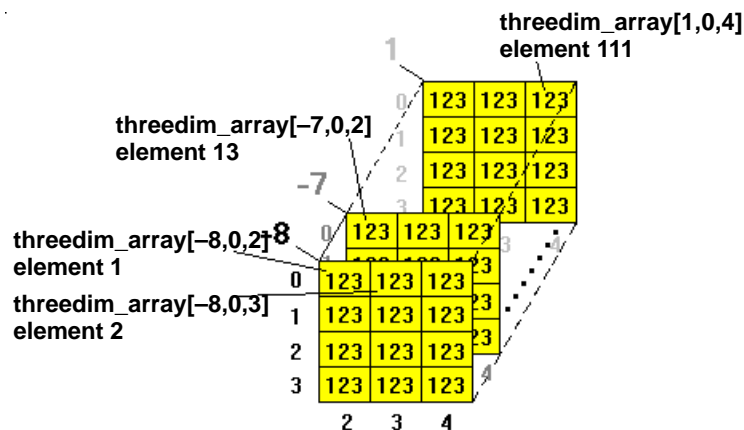 threedim_array[1,0,4]
element 111
1
0 123 123 123
1 123 123 123
2 123 123 123
3 123 123 123
threedim_array[–7,0,2]
element 13
–7
0 123 123 123
3 4
threedim_array[–8,0,2]
element 1
–8
threedim_array[–8,0,3]
element 2
0 123 123 123
1 123 123 123
2 123 123 123
3 123 123 123
4
2 3 4